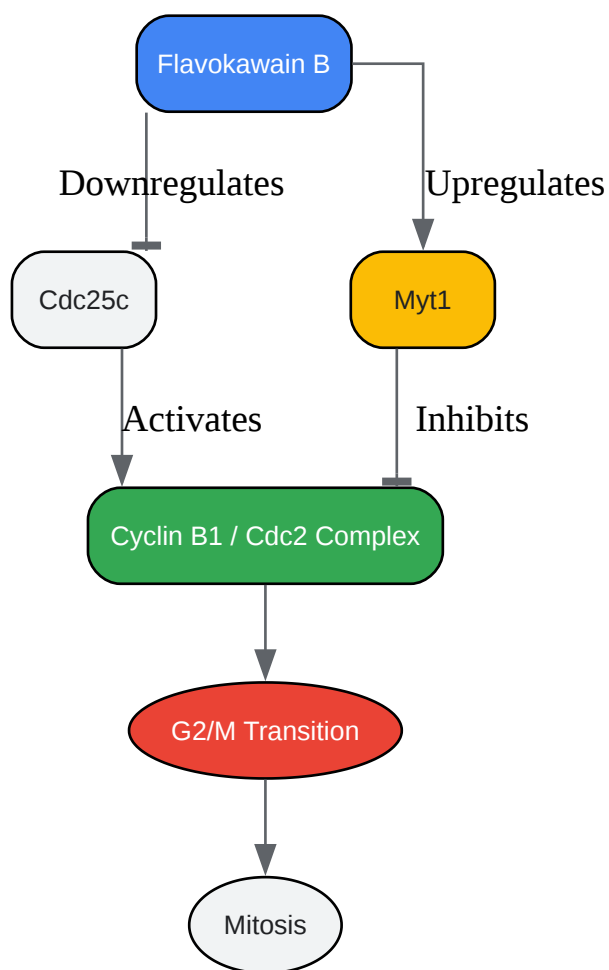 Flavokawain B
Downregulates
Upregulates
Cdc25c
Myt1
Activates
Inhibits
Cyclin B1 / Cdc2 Complex
G2/M Transition
Mitosis